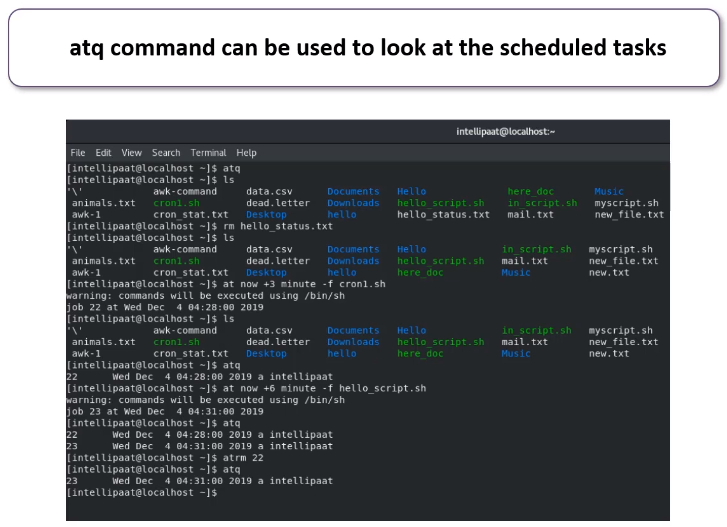 atq command can be used to look at the scheduled tasks
intellipaat@localhost:~
File Edit View Search Terminal Help
[intellipaat@localhost ~]$ atq
[intellipaat@localhost ~]$ ls
'\' awk-command data.csv Documents Hello here_doc Music
animals.txt cron1.sh dead.letter Downloads hello_script.sh in_script.sh myscript.sh
awk-1 cron_stat.txt Desktop hello hello_status.txt mail.txt new_file.txt
[intellipaat@localhost ~]$ rm hello_status.txt
[intellipaat@localhost ~]$ ls
'\' awk-command data.csv Documents Hello in_script.sh myscript.sh
animals.txt cron1.sh dead.letter Downloads hello_script.sh mail.txt new_file.txt
awk-1 cron_stat.txt Desktop hello here_doc Music new.txt
[intellipaat@localhost ~]$ at now +3 minute -f cron1.sh
warning: commands will be executed using /bin/sh
job 22 at Wed Dec 4 04:28:00 2019
[intellipaat@localhost ~]$ ls
'\' awk-command data.csv Documents Hello in_script.sh myscript.sh
animals.txt cron1.sh dead.letter Downloads hello_script.sh mail.txt new_file.txt
awk-1 cron_stat.txt Desktop hello here_doc Music new.txt
[intellipaat@localhost ~]$ atq
22 Wed Dec 4 04:28:00 2019 a intellipaat
[intellipaat@localhost ~]$ at now +6 minute -f hello_script.sh
warning: commands will be executed using /bin/sh
job 23 at Wed Dec 4 04:31:00 2019
[intellipaat@localhost ~]$ atq
22 Wed Dec 4 04:28:00 2019 a intellipaat
23 Wed Dec 4 04:31:00 2019 a intellipaat
[intellipaat@localhost ~]$ atrm 22
[intellipaat@localhost ~]$ atq
23 Wed Dec 4 04:31:00 2019 a intellipaat
[intellipaat@localhost ~]$